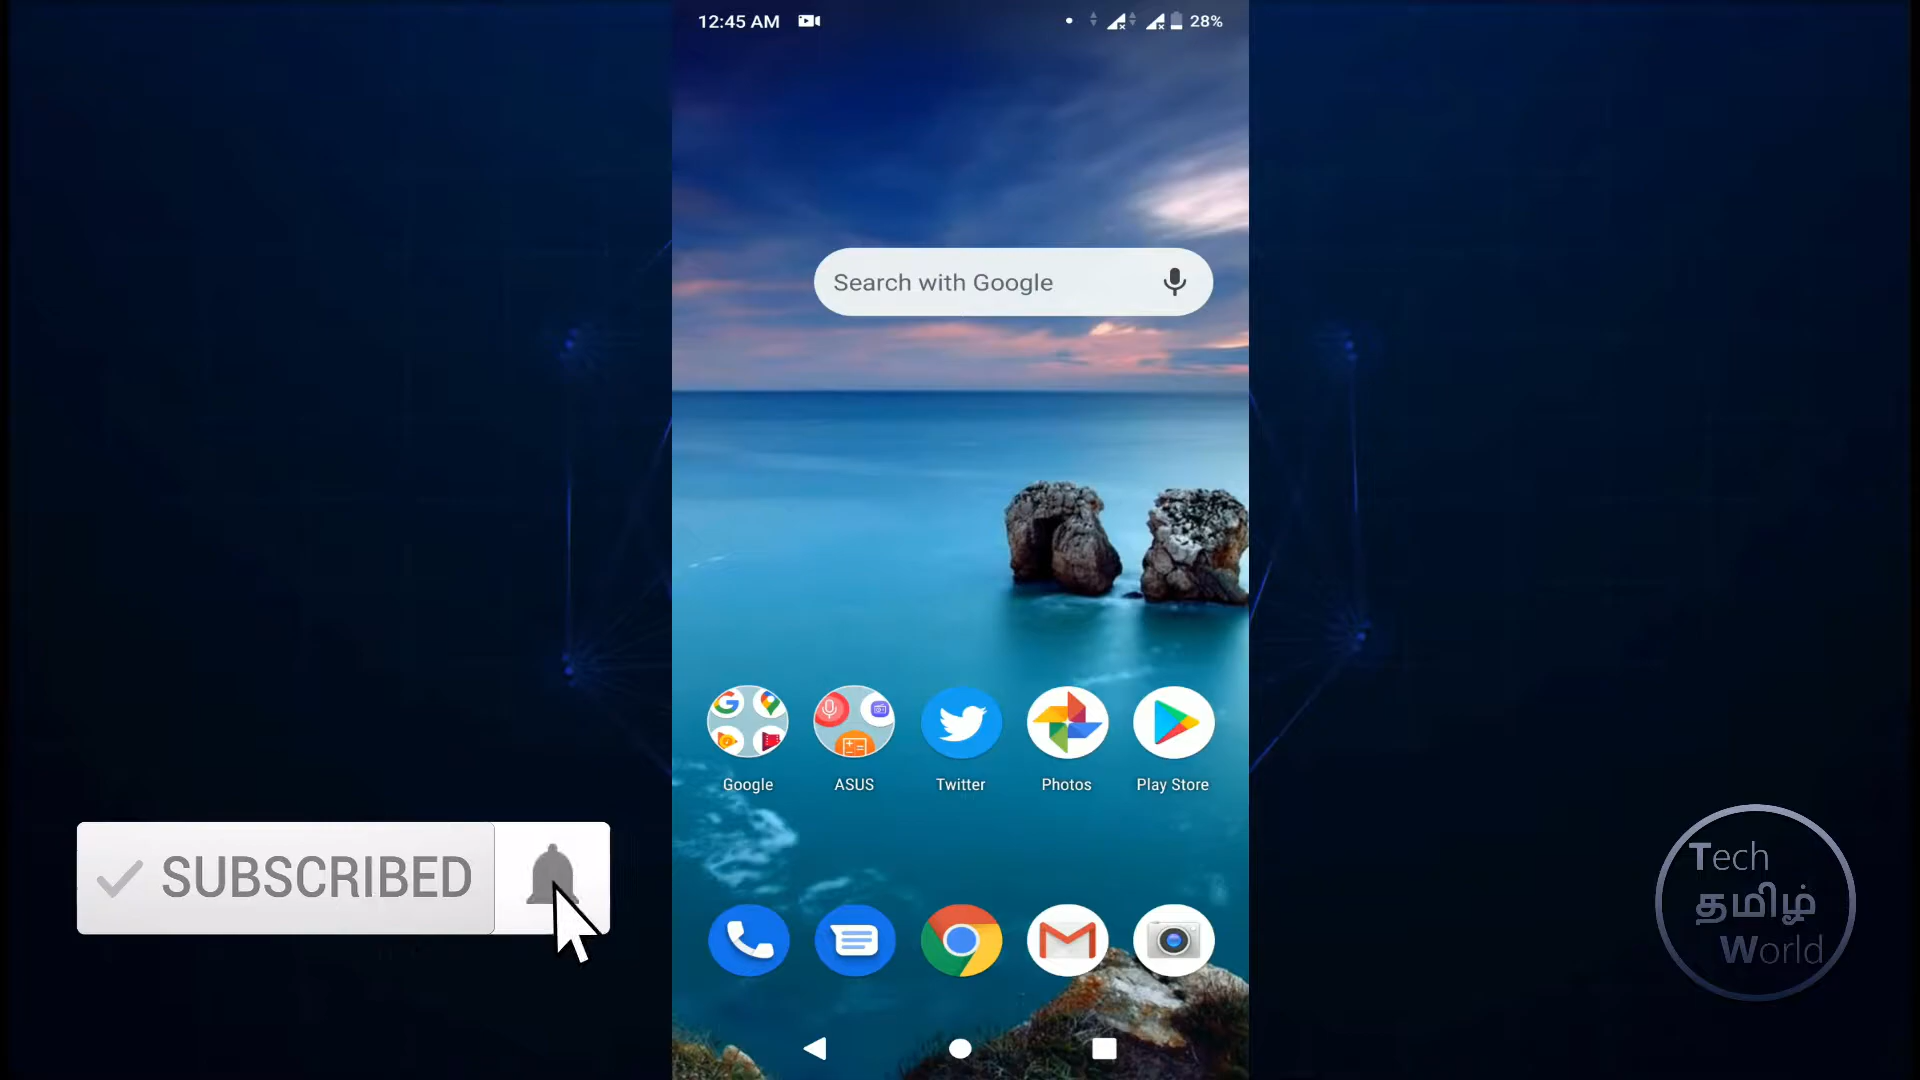 12:45 AM
28%
Search with Google
Google
ASUS
Twitter
Photos
Play Store
SUBSCRIBED
Tech
தமிழ்
World